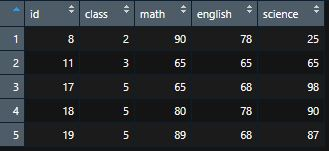 id class math english science
1 8 2 90 78 25
2 11 3 65 65 65
3 17 5 65 68 98
4 18 5 80 78 90
5 19 5 89 68 87